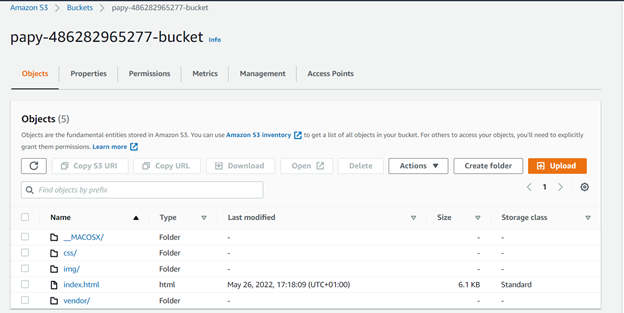 Amazon S3 > Buckets > papy-486282965277-bucket
papy-486282965277-bucket Info
Objects Properties Permissions Metrics Management Access Points
Objects (5)
Objects are the fundamental entities stored in Amazon S3. You can use Amazon S3 inventory to get a list of all objects in your bucket. For others to access your objects, you'll need to explicitly
grant them permissions. Learn more
Copy S3 URI Copy URL Download Open Delete Actions Create folder Upload
Find objects by prefix
1
Name Type Last modified Size Storage class
__MACOSX/ Folder - - -
css/ Folder - - -
img/ Folder - - -
index.html html May 26, 2022, 17:18:09 (UTC+01:00) 6.1 KB Standard
vendor/ Folder - - -